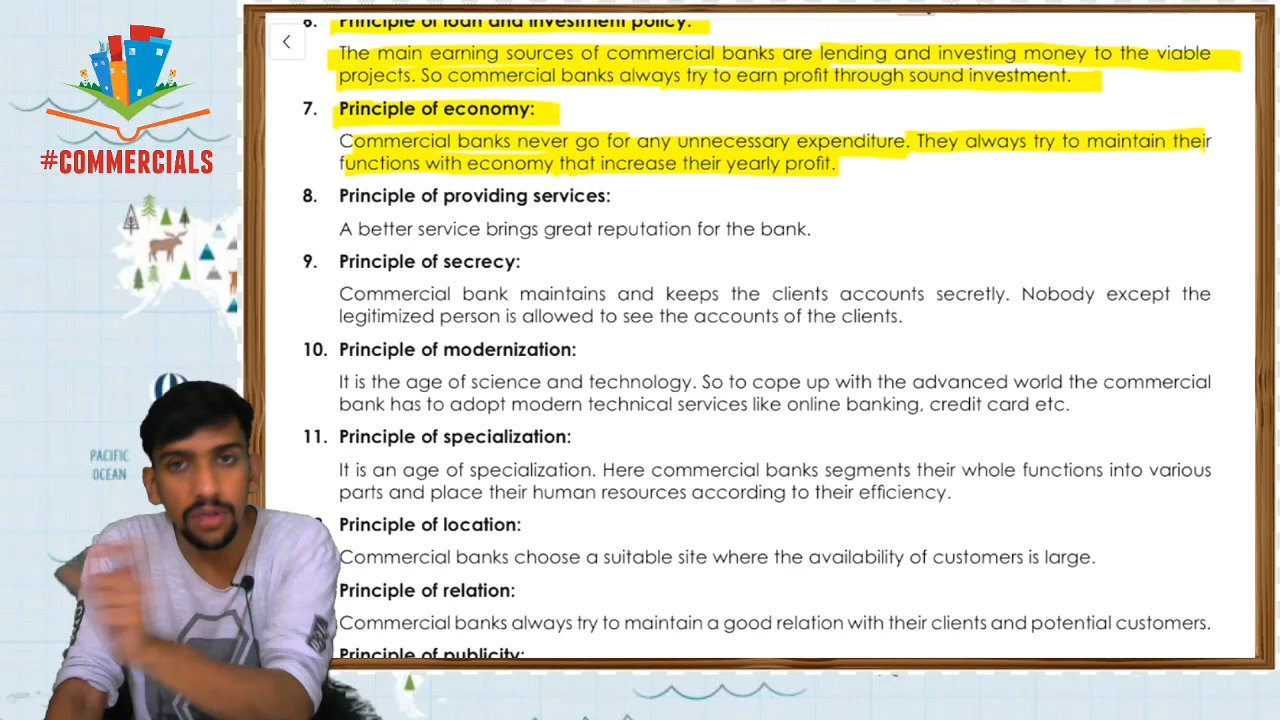 6. Principle of loan and investment policy:
The main earning sources of commercial banks are lending and investing money to the viable
projects. So commercial banks always try to earn profit through sound investment.
#COMMERCIALS
7. Principle of economy:
Commercial banks never go for any unnecessary expenditure. They always try to maintain their
functions with economy that increase their yearly profit.
8. Principle of providing services:
A better service brings great reputation for the bank.
9. Principle of secrecy:
Commercial bank maintains and keeps the clients accounts secretly. Nobody except the
legitimized person is allowed to see the accounts of the clients.
10. Principle of modernization:
It is the age of science and technology. So to cope up with the advanced world the commercial
bank has to adopt modern technical services like online banking, credit card etc.
11. Principle of specialization:
It is an age of specialization. Here commercial banks segments their whole functions into various
parts and place their human resources according to their efficiency.
PACIFIC
OCEAN
Principle of location:
Commercial banks choose a suitable site where the availability of customers is large.
Principle of relation:
Commercial banks always try to maintain a good relation with their clients and potential customers.
Principle of publicity: